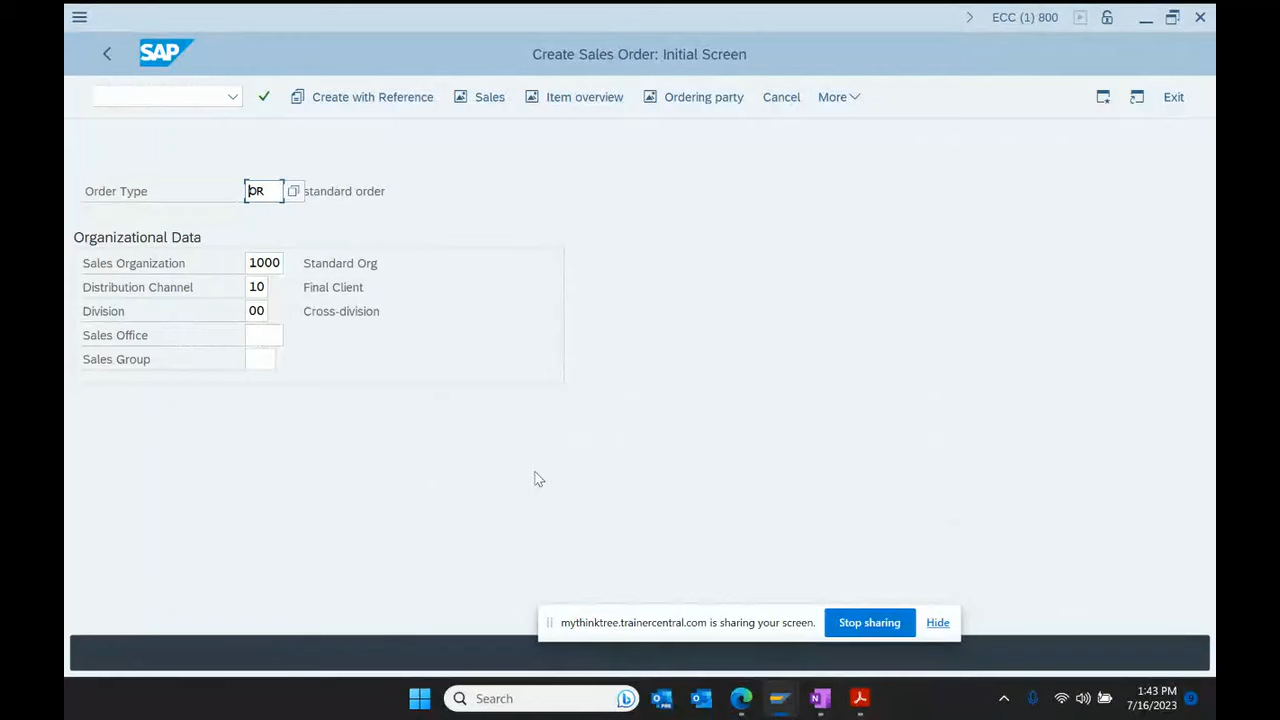 ECC (1) 800
SAP
Create Sales Order: Initial Screen
Create with Reference Sales Item overview Ordering party Cancel More Exit
Order Type OR standard order
Organizational Data
Sales Organization 1000 Standard Org
Distribution Channel 10 Final Client
Division 00 Cross-division
Sales Office
Sales Group
mythinktree.trainercentral.com is sharing your screen. Stop sharing Hide
Search
1:43 PM
7/16/2023